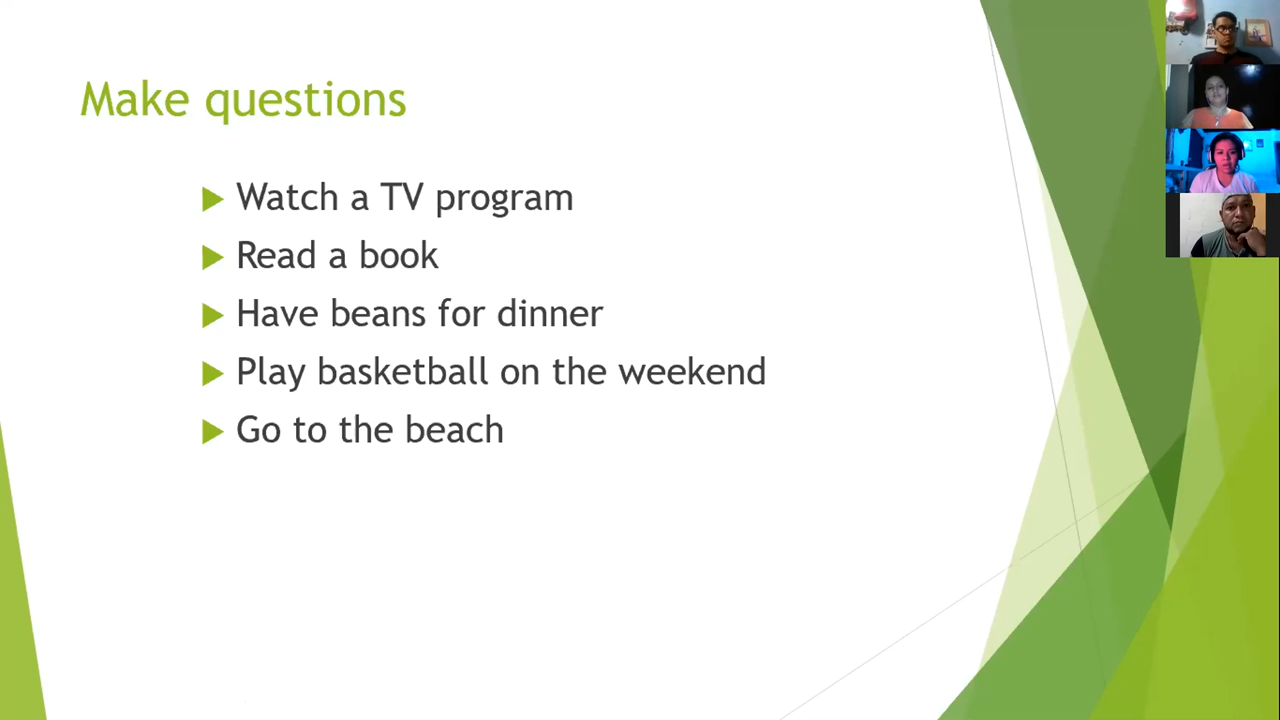 Make questions
Watch a TV program
Read a book
Have beans for dinner
Play basketball on the weekend
Go to the beach